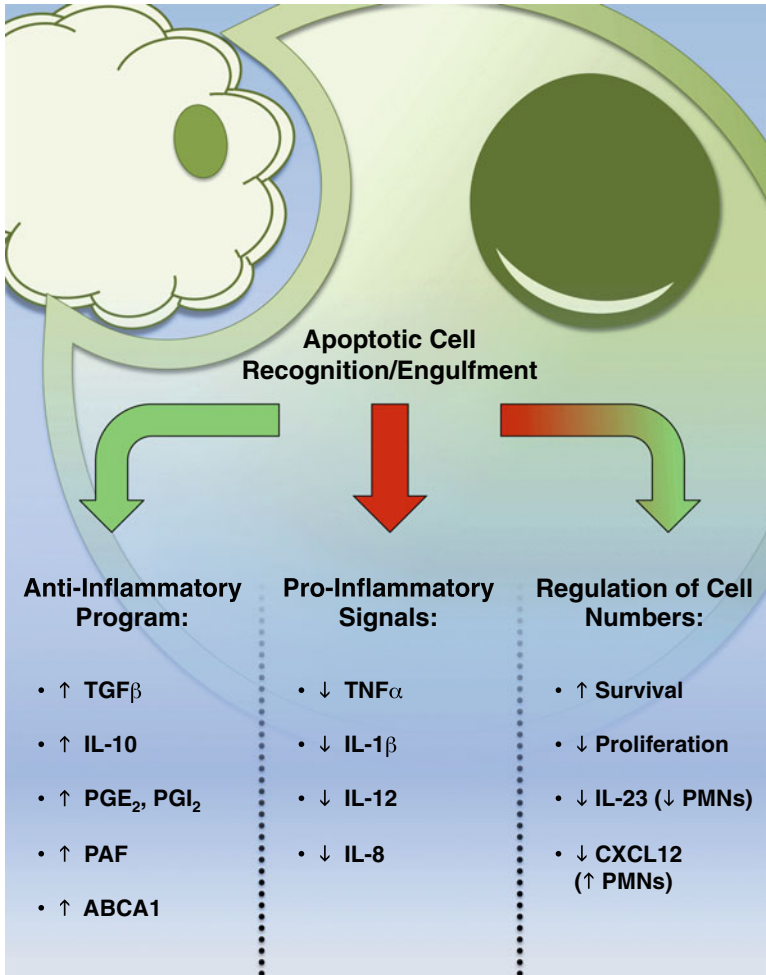 Apoptotic Cell
Recognition/Engulfment
Anti-Inflammatory
Program:
• ↑ TGFβ
• ↑ IL-10
• ↑ PGE₂, PGI₂
• ↑ PAF
• ↑ ABCA1
Pro-Inflammatory
Signals:
• ↓ TNFα
• ↓ IL-1β
• ↓ IL-12
• ↓ IL-8
Regulation of Cell
Numbers:
• ↑ Survival
• ↓ Proliferation
• ↓ IL-23 (↓ PMNs)
• ↓ CXCL12
(↑ PMNs)